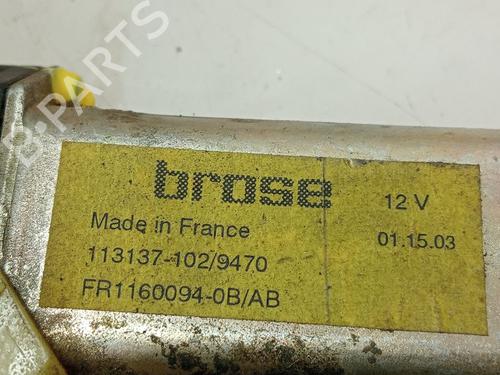 brose
12 V
Made in France
01.15.03
113137-102/9470
FR1160094-0B/AB
B-PARTS